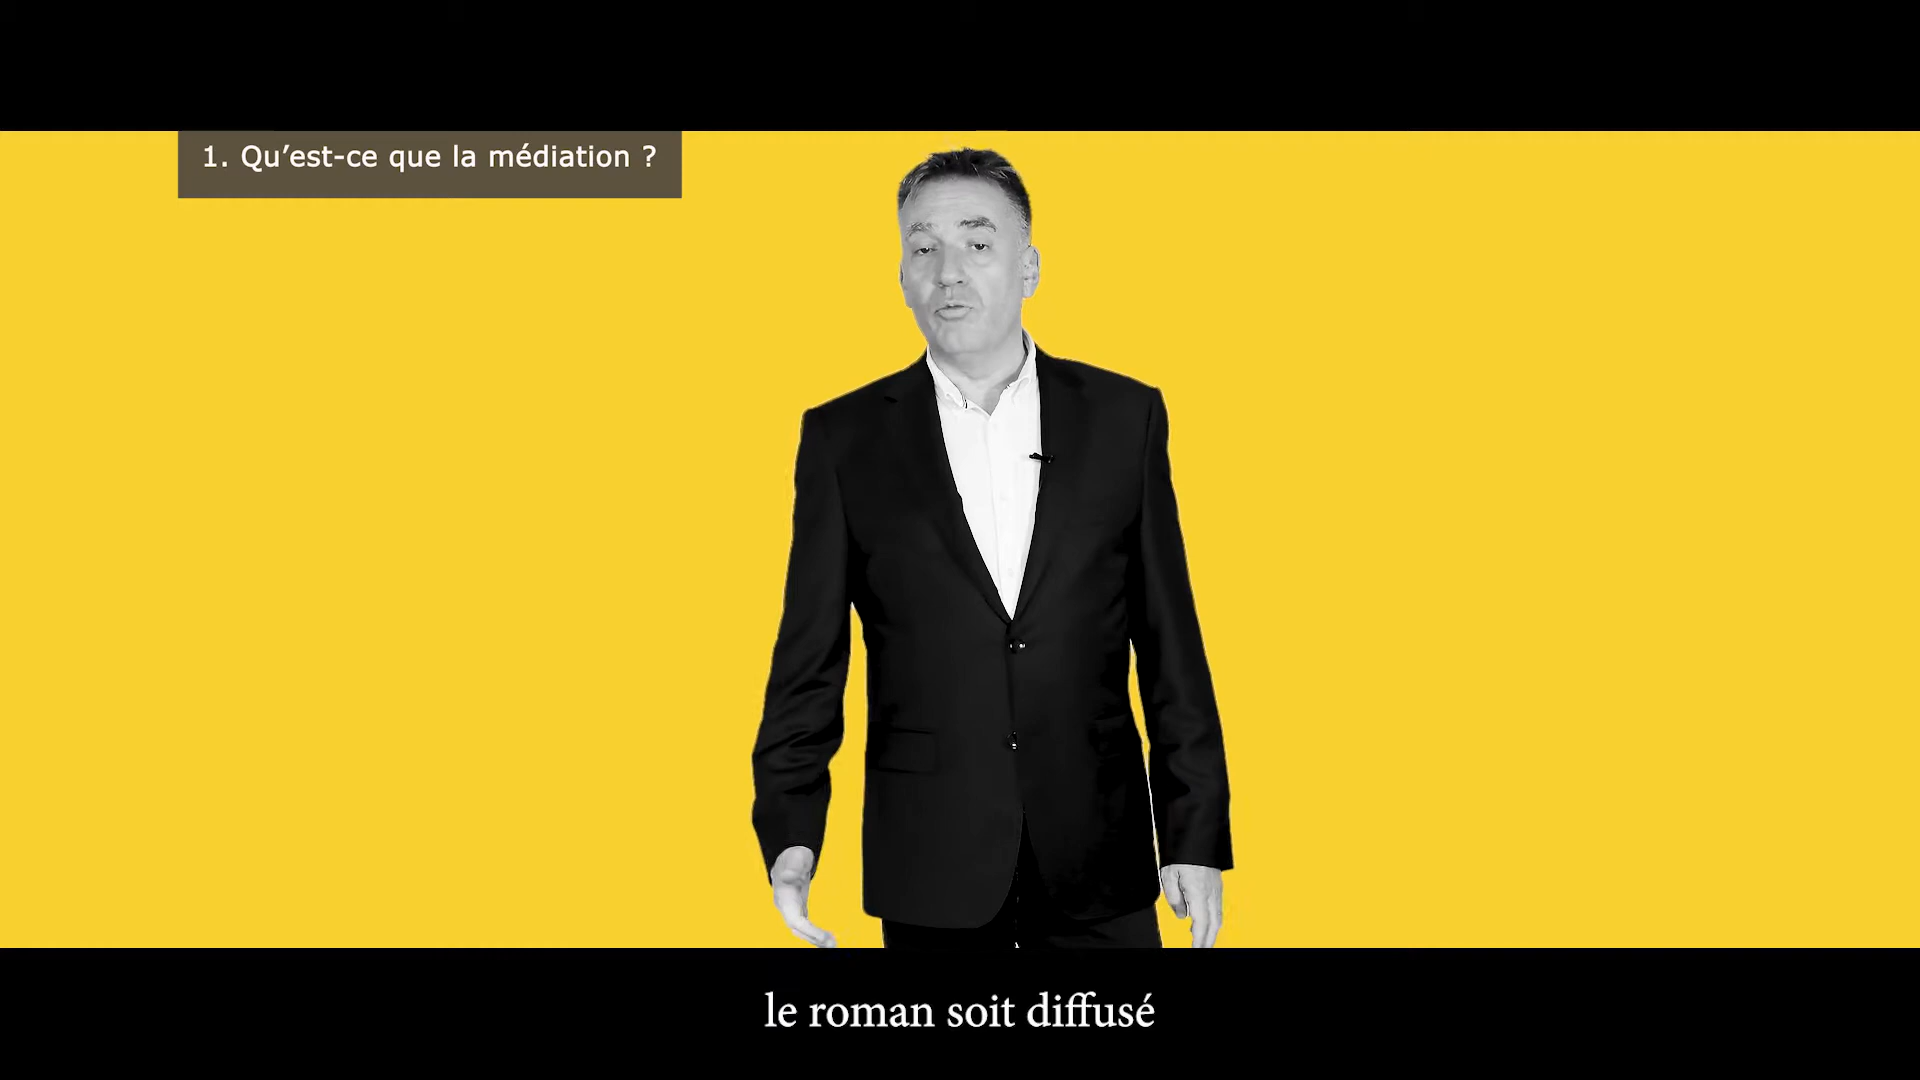 1. Qu’est-ce que la médiation ?
le roman soit diffusé